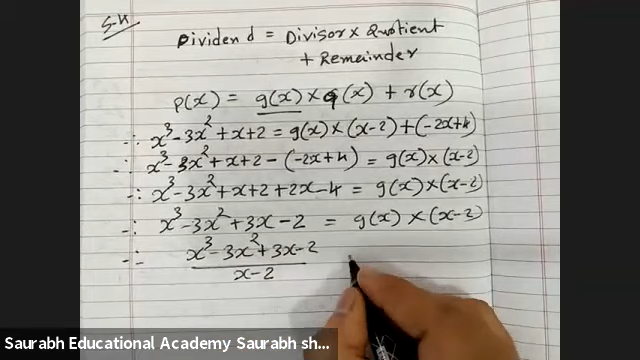 Dividend = Divisor × Quotient
+ Remainder
p(x) = g(x) × q(x) + r(x)
∴ x³ - 3x² + x + 2 = g(x) × (x-2) + (-2x+4)
∴ x³ - 3x² + x + 2 - (-2x+4) = g(x) × (x-2)
∴ x³ - 3x² + x + 2 + 2x - 4 = g(x) × (x-2)
∴ x³ - 3x² + 3x - 2 = g(x) × (x-2)
∴ x³ - 3x² + 3x - 2
x - 2
Saurabh Educational Academy Saurabh sh...